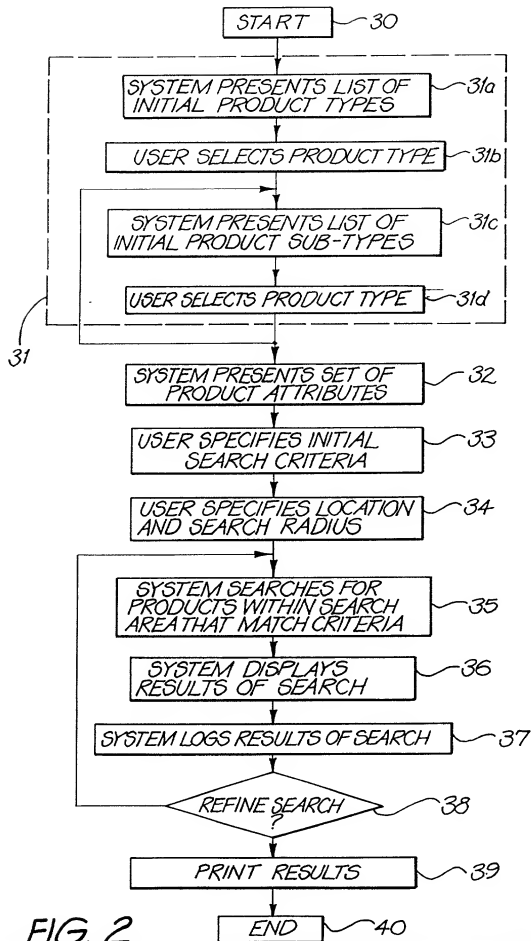 START
30
SYSTEM PRESENTS LIST OF
INITIAL PRODUCT TYPES
31a
USER SELECTS PRODUCT TYPE
31b
SYSTEM PRESENTS LIST OF
INITIAL PRODUCT SUB-TYPES
31c
USER SELECTS PRODUCT TYPE
31d
31
SYSTEM PRESENTS SET OF
PRODUCT ATTRIBUTES
32
USER SPECIFIES INITIAL
SEARCH CRITERIA
33
USER SPECIFIES LOCATION
AND SEARCH RADIUS
34
SYSTEM SEARCHES FOR
PRODUCTS WITHIN SEARCH
AREA THAT MATCH CRITERIA
35
SYSTEM DISPLAYS
RESULTS OF SEARCH
36
SYSTEM LOGS RESULTS OF SEARCH
37
REFINE SEARCH
?
38
PRINT RESULTS
39
END
40
FIG. 2